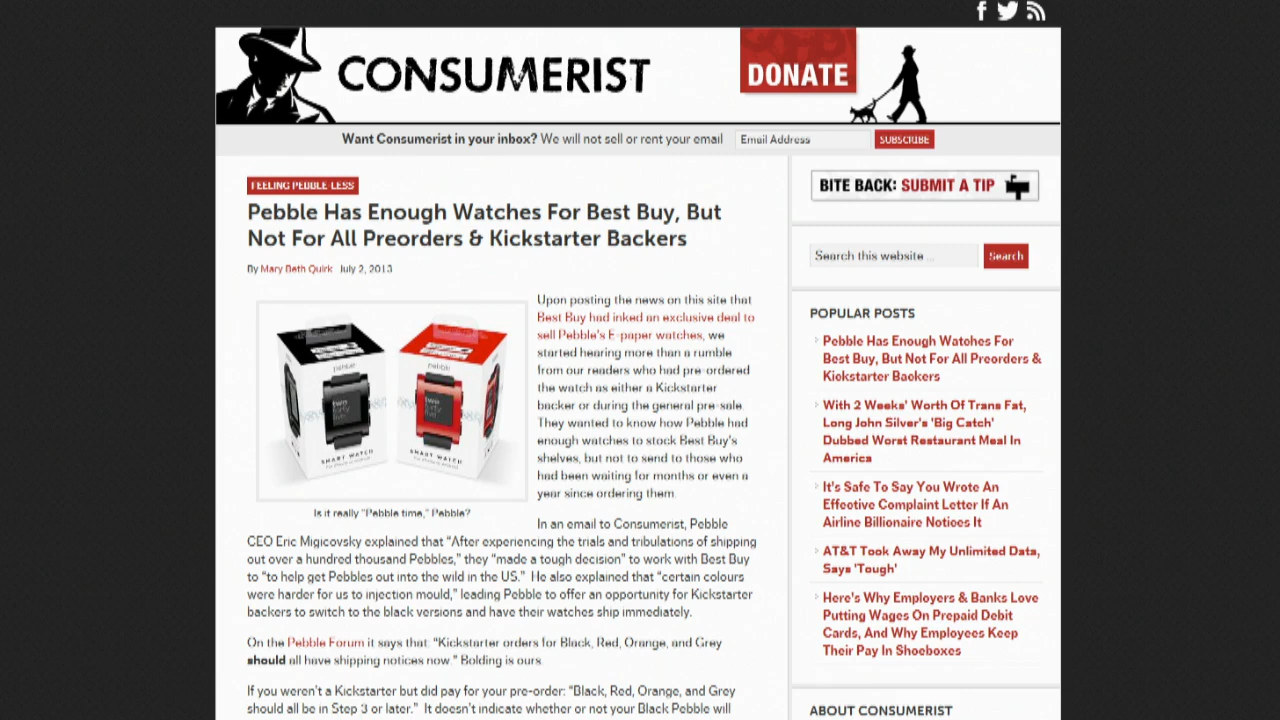 CONSUMERIST
DONATE
Want Consumerist in your inbox? We will not sell or rent your email
Email Address
SUBSCRIBE
FEELING PEBBLE-LESS
Pebble Has Enough Watches For Best Buy, But
Not For All Preorders & Kickstarter Backers
By Mary Beth Quirk July 2, 2013
pebble
pebble
SMART WATCH
SMART WATCH
Is it really "Pebble time," Pebble?
Upon posting the news on this site that
Best Buy had inked an exclusive deal to
sell Pebble's E-paper watches, we
started hearing more than a rumble
from our readers who had pre-ordered
the watch as either a Kickstarter
backer or during the general pre-sale.
They wanted to know how Pebble had
enough watches to stock Best Buy's
shelves, but not to send to those who
had been waiting for months or even a
year since ordering them.
In an email to Consumerist, Pebble
CEO Eric Migicovsky explained that “After experiencing the trials and tribulations of shipping
out over a hundred thousand Pebbles,” they “made a tough decision” to work with Best Buy
to “to help get Pebbles out into the wild in the US.” He also explained that “certain colours
were harder for us to injection mould,” leading Pebble to offer an opportunity for Kickstarter
backers to switch to the black versions and have their watches ship immediately.
On the Pebble Forum it says that: “Kickstarter orders for Black, Red, Orange, and Grey
should all have shipping notices now.” Bolding is ours.
If you weren't a Kickstarter but did pay for your pre-order: “Black, Red, Orange, and Grey
should all be in Step 3 or later.” It doesn't indicate whether or not your Black Pebble will
BITE BACK: SUBMIT A TIP
Search this website ...
Search
POPULAR POSTS
Pebble Has Enough Watches For
Best Buy, But Not For All Preorders &
Kickstarter Backers
With 2 Weeks' Worth Of Trans Fat,
Long John Silver's 'Big Catch'
Dubbed Worst Restaurant Meal In
America
It's Safe To Say You Wrote An
Effective Complaint Letter If An
Airline Billionaire Notices It
AT&T Took Away My Unlimited Data,
Says 'Tough'
Here's Why Employers & Banks Love
Putting Wages On Prepaid Debit
Cards, And Why Employees Keep
Their Pay In Shoeboxes
ABOUT CONSUMERIST